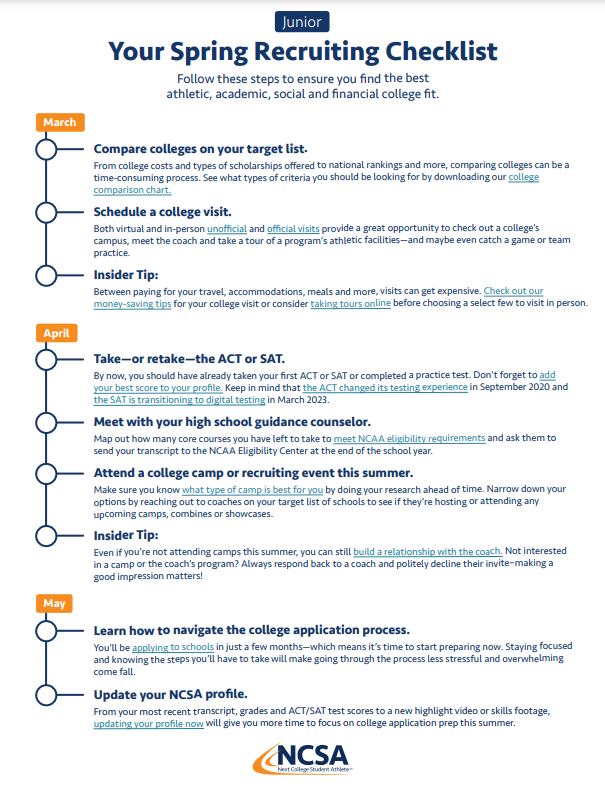 Junior
Your Spring Recruiting Checklist
Follow these steps to ensure you find the best
athletic, academic, social and financial college fit.
March
Compare colleges on your target list.
From college costs and types of scholarships offered to national rankings and more, comparing colleges can be a
time-consuming process. See what types of criteria you should be looking for by downloading our college
comparison chart.
Schedule a college visit.
Both virtual and in-person unofficial and official visits provide a great opportunity to check out a college's
campus, meet the coach and take a tour of a program's athletic facilities—and maybe even catch a game or team
practice.
Insider Tip:
Between paying for your travel, accommodations, meals and more, visits can get expensive. Check out our
money-saving tips for your college visit or consider taking tours online before choosing a select few to visit in person.
April
Take—or retake—the ACT or SAT.
By now, you should have already taken your first ACT or SAT or completed a practice test. Don't forget to add
your best score to your profile. Keep in mind that the ACT changed its testing experience in September 2020 and
the SAT is transitioning to digital testing in March 2023.
Meet with your high school guidance counselor.
Map out how many core courses you have left to take to meet NCAA eligibility requirements and ask them to
send your transcript to the NCAA Eligibility Center at the end of the school year.
Attend a college camp or recruiting event this summer.
Make sure you know what type of camp is best for you by doing your research ahead of time. Narrow down your
options by reaching out to coaches on your target list of schools to see if they're hosting or attending any
upcoming camps, combines or showcases.
Insider Tip:
Even if you're not attending camps this summer, you can still build a relationship with the coach. Not interested
in a camp or the coach's program? Always respond back to a coach and politely decline their invite–making a
good impression matters!
May
Learn how to navigate the college application process.
You'll be applying to schools in just a few months—which means it's time to start preparing now. Staying focused
and knowing the steps you'll have to take will make going through the process less stressful and overwhelming
come fall.
Update your NCSA profile.
From your most recent transcript, grades and ACT/SAT test scores to a new highlight video or skills footage,
updating your profile now will give you more time to focus on college application prep this summer.
NCSA
Next College Student Athlete™